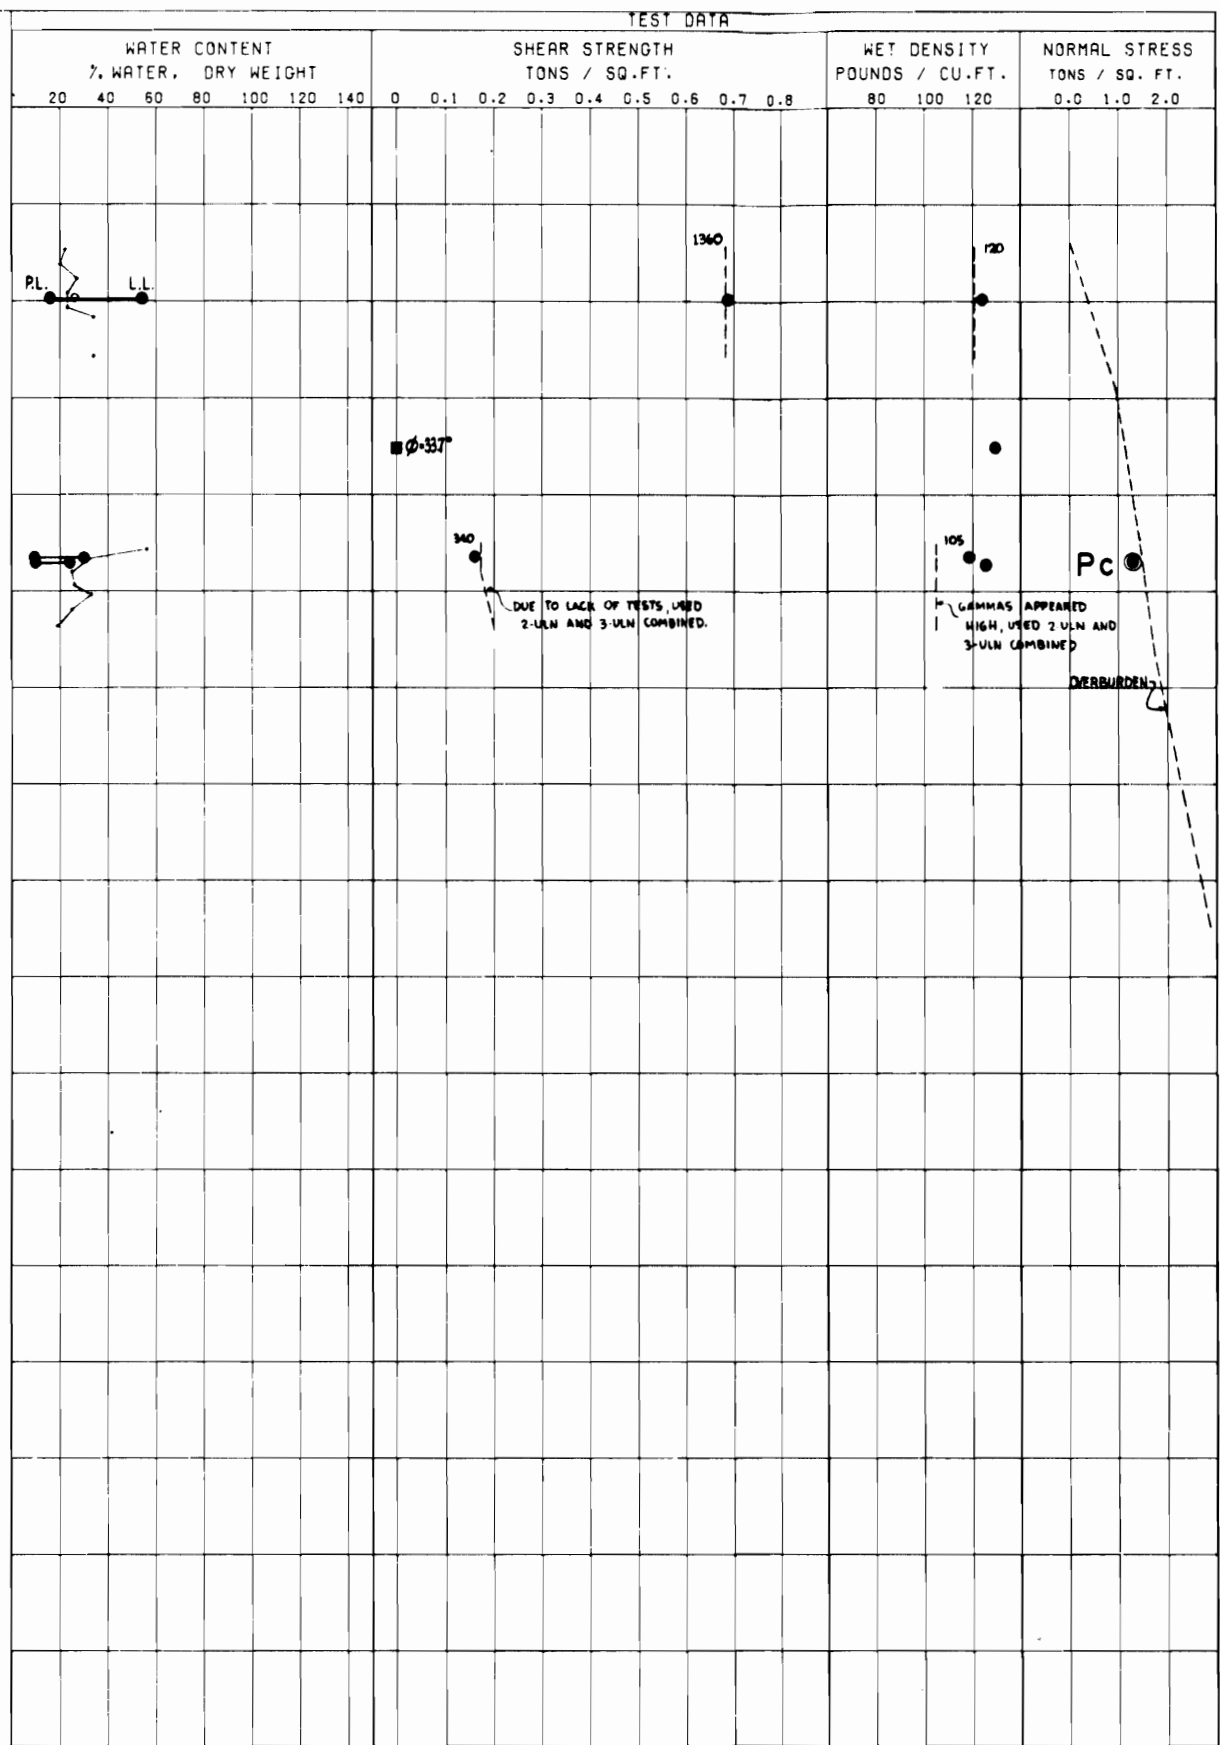 TEST DATA
WATER CONTENT
% WATER, DRY WEIGHT
20 40 60 80 100 120 140
SHEAR STRENGTH
TONS / SQ.FT.
0 0.1 0.2 0.3 0.4 0.5 0.6 0.7 0.8
WET DENSITY
POUNDS / CU.FT.
80 100 120
NORMAL STRESS
TONS / SQ. FT.
0.0 1.0 2.0
1360
120
P.L. L.L.
Ø=33.7°
340
105
Pc
DUE TO LACK OF TESTS, USED
2-ULN AND 3-ULN COMBINED.
GAMMAS APPEARED
HIGH, USED 2 ULN AND
3-ULN COMBINED
OVERBURDEN